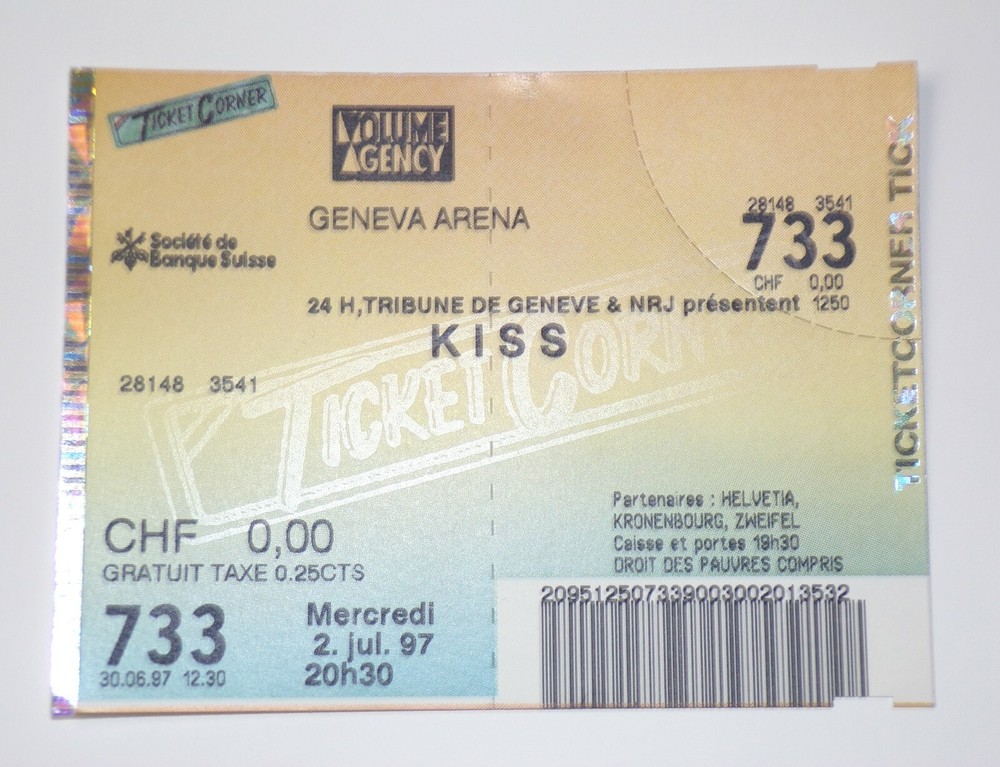 TICKET CORNER
VOLUME
AGENCY
GENEVA ARENA
28148 3541
733
CHF 0,00
1250
Société de
Banque Suisse
24 H,TRIBUNE DE GENEVE & NRJ présentent
KISS
28148 3541
TICKET CORNER
TICKETCORNER TICK
CHF 0,00
GRATUIT TAXE 0.25CTS
733
30.06.97 12.30
Mercredi
2. jul. 97
20h30
Partenaires : HELVETIA,
KRONENBOURG, ZWEIFEL
Caisse et portes 19h30
DROIT DES PAUVRES COMPRIS
209512507339003002013532